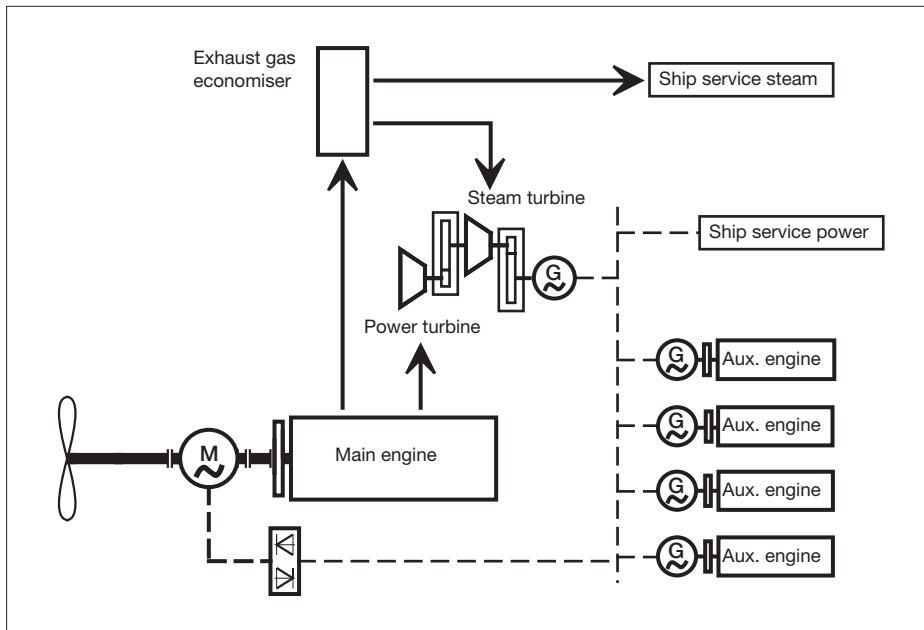 Exhaust gas
economiser
Ship service steam
Steam turbine
Ship service power
G
Power turbine
G
Aux. engine
G
Aux. engine
M
Main engine
G
Aux. engine
G
Aux. engine